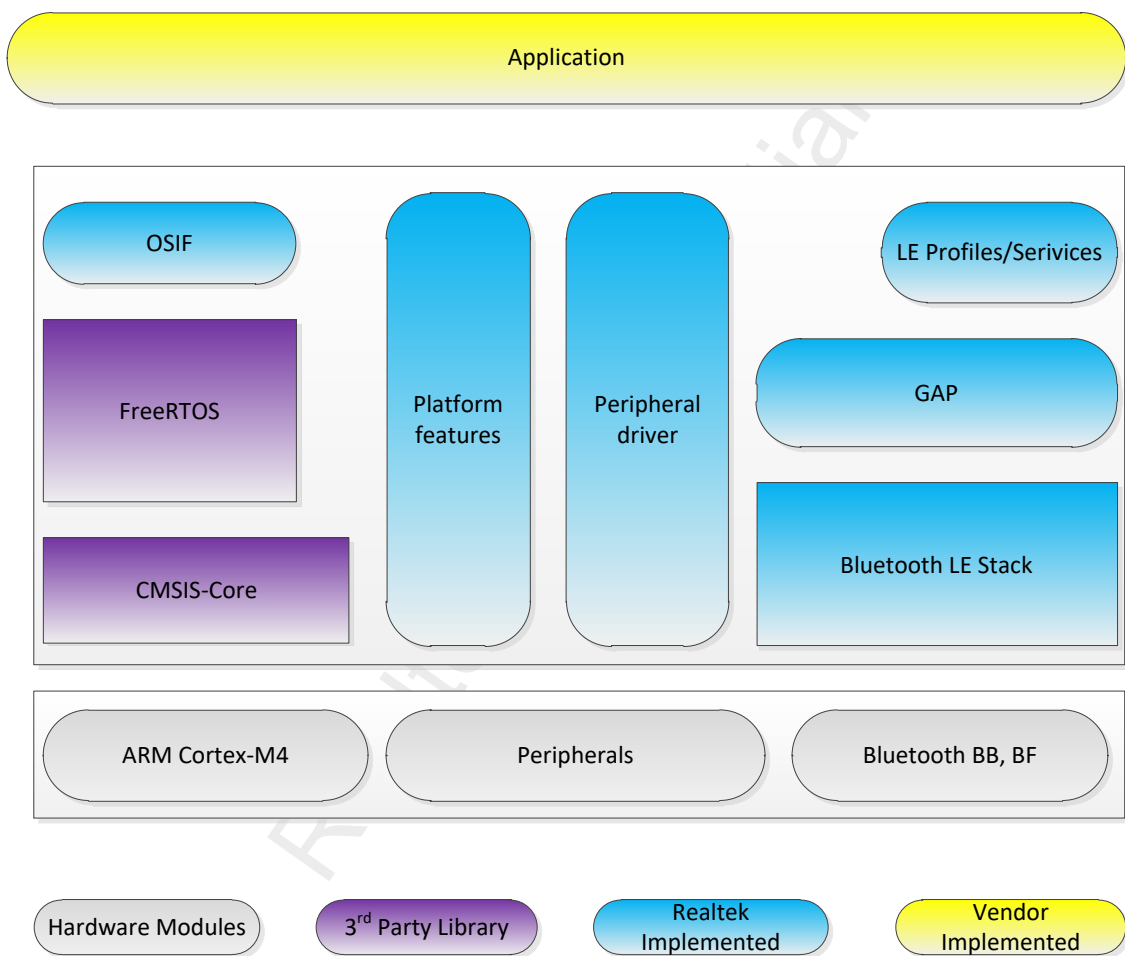 Application
OSIF
LE Profiles/Serivices
FreeRTOS
Platform
features
Peripheral
driver
GAP
CMSIS-Core
Bluetooth LE Stack
ARM Cortex-M4
Peripherals
Bluetooth BB, BF
Hardware Modules
3rd Party Library
Realtek
Implemented
Vendor
Implemented